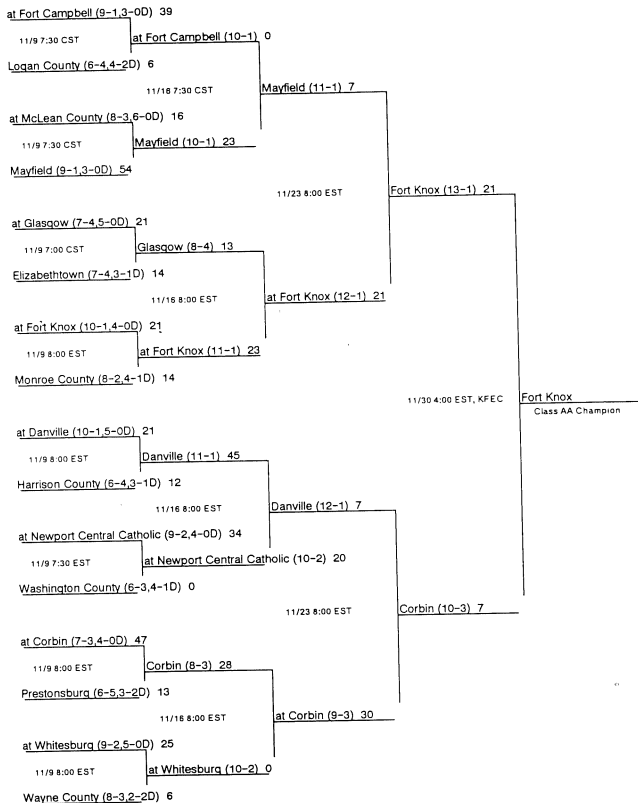 at Fort Campbell (9-1,3-0D) 39
11/9 7:30 CST
at Fort Campbell (10-1) 0
Logan County (6-4,4-2D) 6
11/16 7:30 CST
Mayfield (11-1) 7
at McLean County (8-3,6-0D) 16
11/9 7:30 CST
Mayfield (10-1) 23
Mayfield (9-1,3-0D) 54
11/23 8:00 EST
Fort Knox (13-1) 21
at Glasgow (7-4,5-0D) 21
11/9 7:00 CST
Glasgow (8-4) 13
Elizabethtown (7-4,3-1D) 14
11/16 8:00 EST
at Fort Knox (12-1) 21
at Fort Knox (10-1,4-0D) 21
11/9 8:00 EST
at Fort Knox (11-1) 23
Monroe County (8-2,4-1D) 14
11/30 4:00 EST, KFEC
Fort Knox
Class AA Champion
at Danville (10-1,5-0D) 21
11/9 8:00 EST
Danville (11-1) 45
Harrison County (6-4,3-1D) 12
11/16 8:00 EST
Danville (12-1) 7
at Newport Central Catholic (9-2,4-0D) 34
11/9 7:30 EST
at Newport Central Catholic (10-2) 20
Washington County (6-3,4-1D) 0
11/23 8:00 EST
Corbin (10-3) 7
at Corbin (7-3,4-0D) 47
11/9 8:00 EST
Corbin (8-3) 28
Prestonsburg (6-5,3-2D) 13
11/16 8:00 EST
at Corbin (9-3) 30
at Whitesburg (9-2,5-0D) 25
11/9 8:00 EST
at Whitesburg (10-2) 0
Wayne County (8-3,2-2D) 6